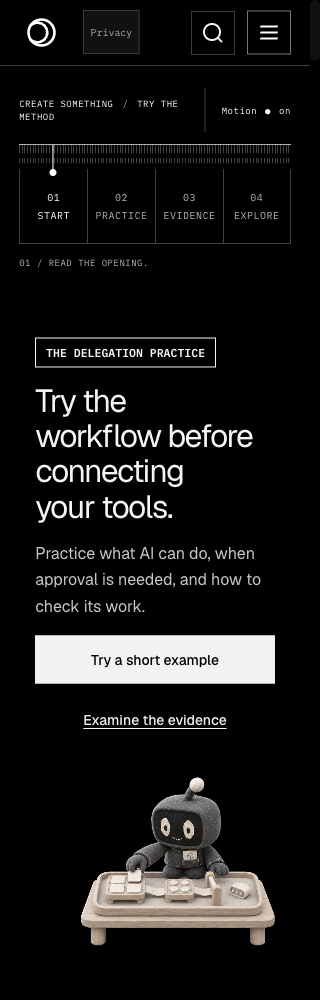 Privacy
CREATE SOMETHING / TRY THE
METHOD
Motion ● on
01
START
02
PRACTICE
03
EVIDENCE
04
EXPLORE
01 / READ THE OPENING.
THE DELEGATION PRACTICE
Try the
workflow before
connecting
your tools.
Practice what AI can do, when
approval is needed, and how to
check its work.
Try a short example
Examine the evidence